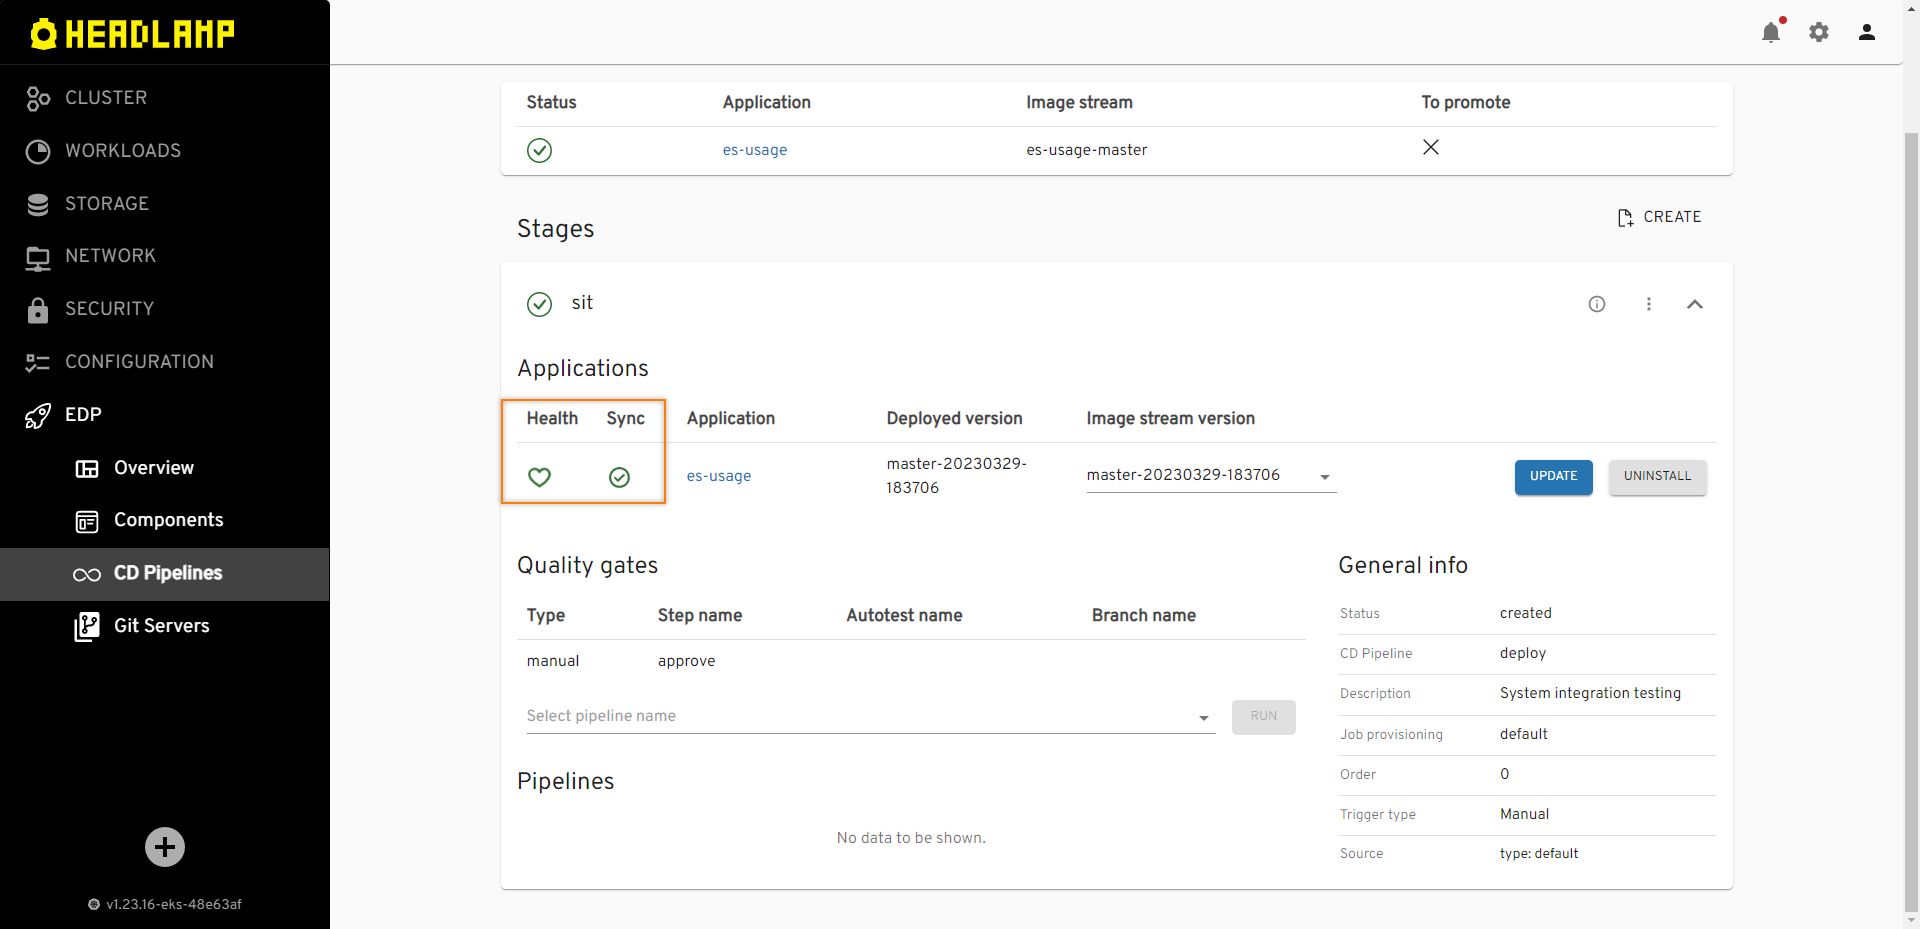 HEADLAMP
CLUSTER
WORKLOADS
STORAGE
NETWORK
SECURITY
CONFIGURATION
EDP
Overview
Components
CD Pipelines
Git Servers
v1.23.16-eks-48e63af
Status Application Image stream To promote
es-usage es-usage-master
Stages
CREATE
sit
Applications
Health Sync Application Deployed version Image stream version
es-usage master-20230329-183706 master-20230329-183706 UPDATE UNINSTALL
Quality gates
Type Step name Autotest name Branch name
manual approve
Select pipeline name RUN
Pipelines
No data to be shown.
General info
Status created
CD Pipeline deploy
Description System integration testing
Job provisioning default
Order 0
Trigger type Manual
Source type: default